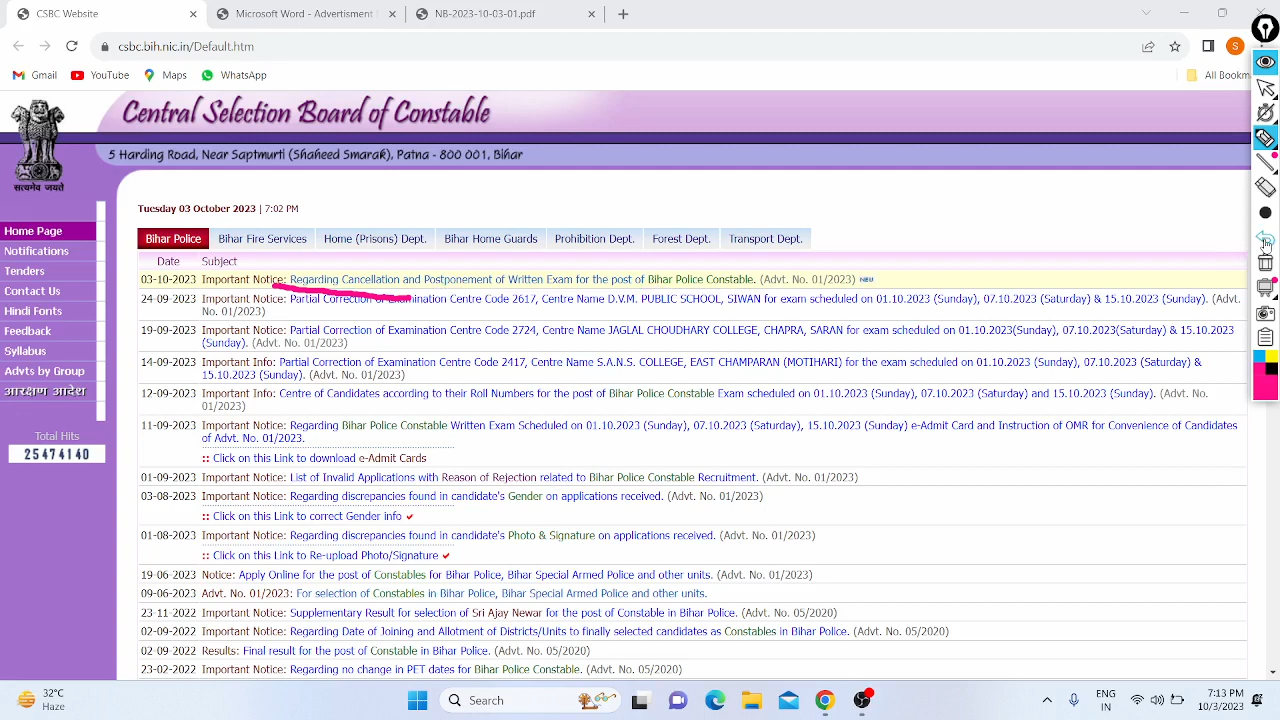 CSBC Website
Microsoft Word - Advertisment
NB-2023-10-03-01.pdf
csbc.bih.nic.in/Default.htm
S
Gmail
YouTube
Maps
WhatsApp
All Bookm
Central Selection Board of Constable
5 Harding Road, Near Saptmurti (Shaheed Smarak), Patna - 800 001, Bihar
सत्यमेव जयते
Tuesday 03 October 2023 | 7:02 PM
Home Page
Notifications
Tenders
Contact Us
Hindi Fonts
Feedback
Syllabus
Advts by Group
आरक्षण आदेश
Total Hits
25474140
Bihar Police Bihar Fire Services Home (Prisons) Dept. Bihar Home Guards Prohibition Dept. Forest Dept. Transport Dept.
Date Subject
03-10-2023 Important Notice: Regarding Cancellation and Postponement of Written Exam for the post of Bihar Police Constable. (Advt. No. 01/2023) NEW
24-09-2023 Important Notice: Partial Correction of Examination Centre Code 2617, Centre Name D.V.M. PUBLIC SCHOOL, SIWAN for exam scheduled on 01.10.2023 (Sunday), 07.10.2023 (Saturday) & 15.10.2023 (Sunday). (Advt.
No. 01/2023)
19-09-2023 Important Notice: Partial Correction of Examination Centre Code 2724, Centre Name JAGLAL CHOUDHARY COLLEGE, CHAPRA, SARAN for exam scheduled on 01.10.2023(Sunday), 07.10.2023(Saturday) & 15.10.2023
(Sunday). (Advt. No. 01/2023)
14-09-2023 Important Info: Partial Correction of Examination Centre Code 2417, Centre Name S.A.N.S. COLLEGE, EAST CHAMPARAN (MOTIHARI) for the exam scheduled on 01.10.2023 (Sunday), 07.10.2023 (Saturday) &
15.10.2023 (Sunday). (Advt. No. 01/2023)
12-09-2023 Important Info: Centre of Candidates according to their Roll Numbers for the post of Bihar Police Constable Exam scheduled on 01.10.2023 (Sunday), 07.10.2023 (Saturday) and 15.10.2023 (Sunday). (Advt. No.
01/2023)
11-09-2023 Important Notice: Regarding Bihar Police Constable Written Exam Scheduled on 01.10.2023 (Sunday), 07.10.2023 (Saturday), 15.10.2023 (Sunday) e-Admit Card and Instruction of OMR for Convenience of Candidates
of Advt. No. 01/2023.
:: Click on this Link to download e-Admit Cards
01-09-2023 Important Notice: List of Invalid Applications with Reason of Rejection related to Bihar Police Constable Recruitment. (Advt. No. 01/2023)
03-08-2023 Important Notice: Regarding discrepancies found in candidate's Gender on applications received. (Advt. No. 01/2023)
:: Click on this Link to correct Gender info
01-08-2023 Important Notice: Regarding discrepancies found in candidate's Photo & Signature on applications received. (Advt. No. 01/2023)
:: Click on this Link to Re-upload Photo/Signature
19-06-2023 Notice: Apply Online for the post of Constables for Bihar Police, Bihar Special Armed Police and other units. (Advt. No. 01/2023)
09-06-2023 Advt. No. 01/2023: For selection of Constables in Bihar Police, Bihar Special Armed Police and other units.
23-11-2022 Important Notice: Supplementary Result for selection of Sri Ajay Newar for the post of Constable in Bihar Police. (Advt. No. 05/2020)
02-09-2022 Important Notice: Regarding Date of Joining and Allotment of Districts/Units to finally selected candidates as Constables in Bihar Police. (Advt. No. 05/2020)
02-09-2022 Results: Final result for the post of Constable in Bihar Police. (Advt. No. 05/2020)
23-02-2022 Important Notice: Regarding no change in PET dates for Bihar Police Constable. (Advt. No. 05/2020)
32°C
Haze
Search
ENG
IN
7:13 PM
10/3/2023